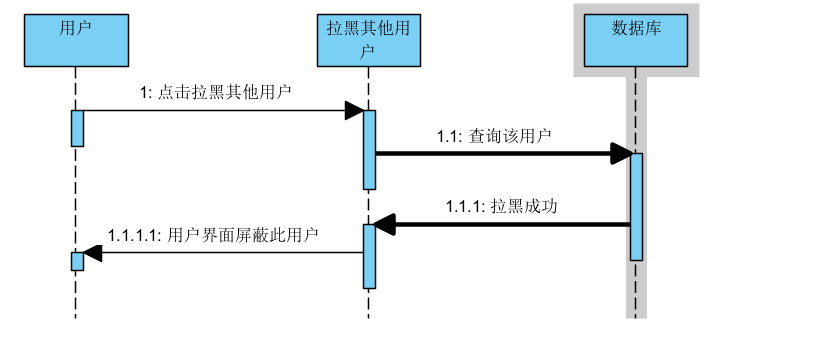 用户
拉黑其他用
户
数据库
1: 点击拉黑其他用户
1.1: 查询该用户
1.1.1: 拉黑成功
1.1.1.1: 用户界面屏蔽此用户